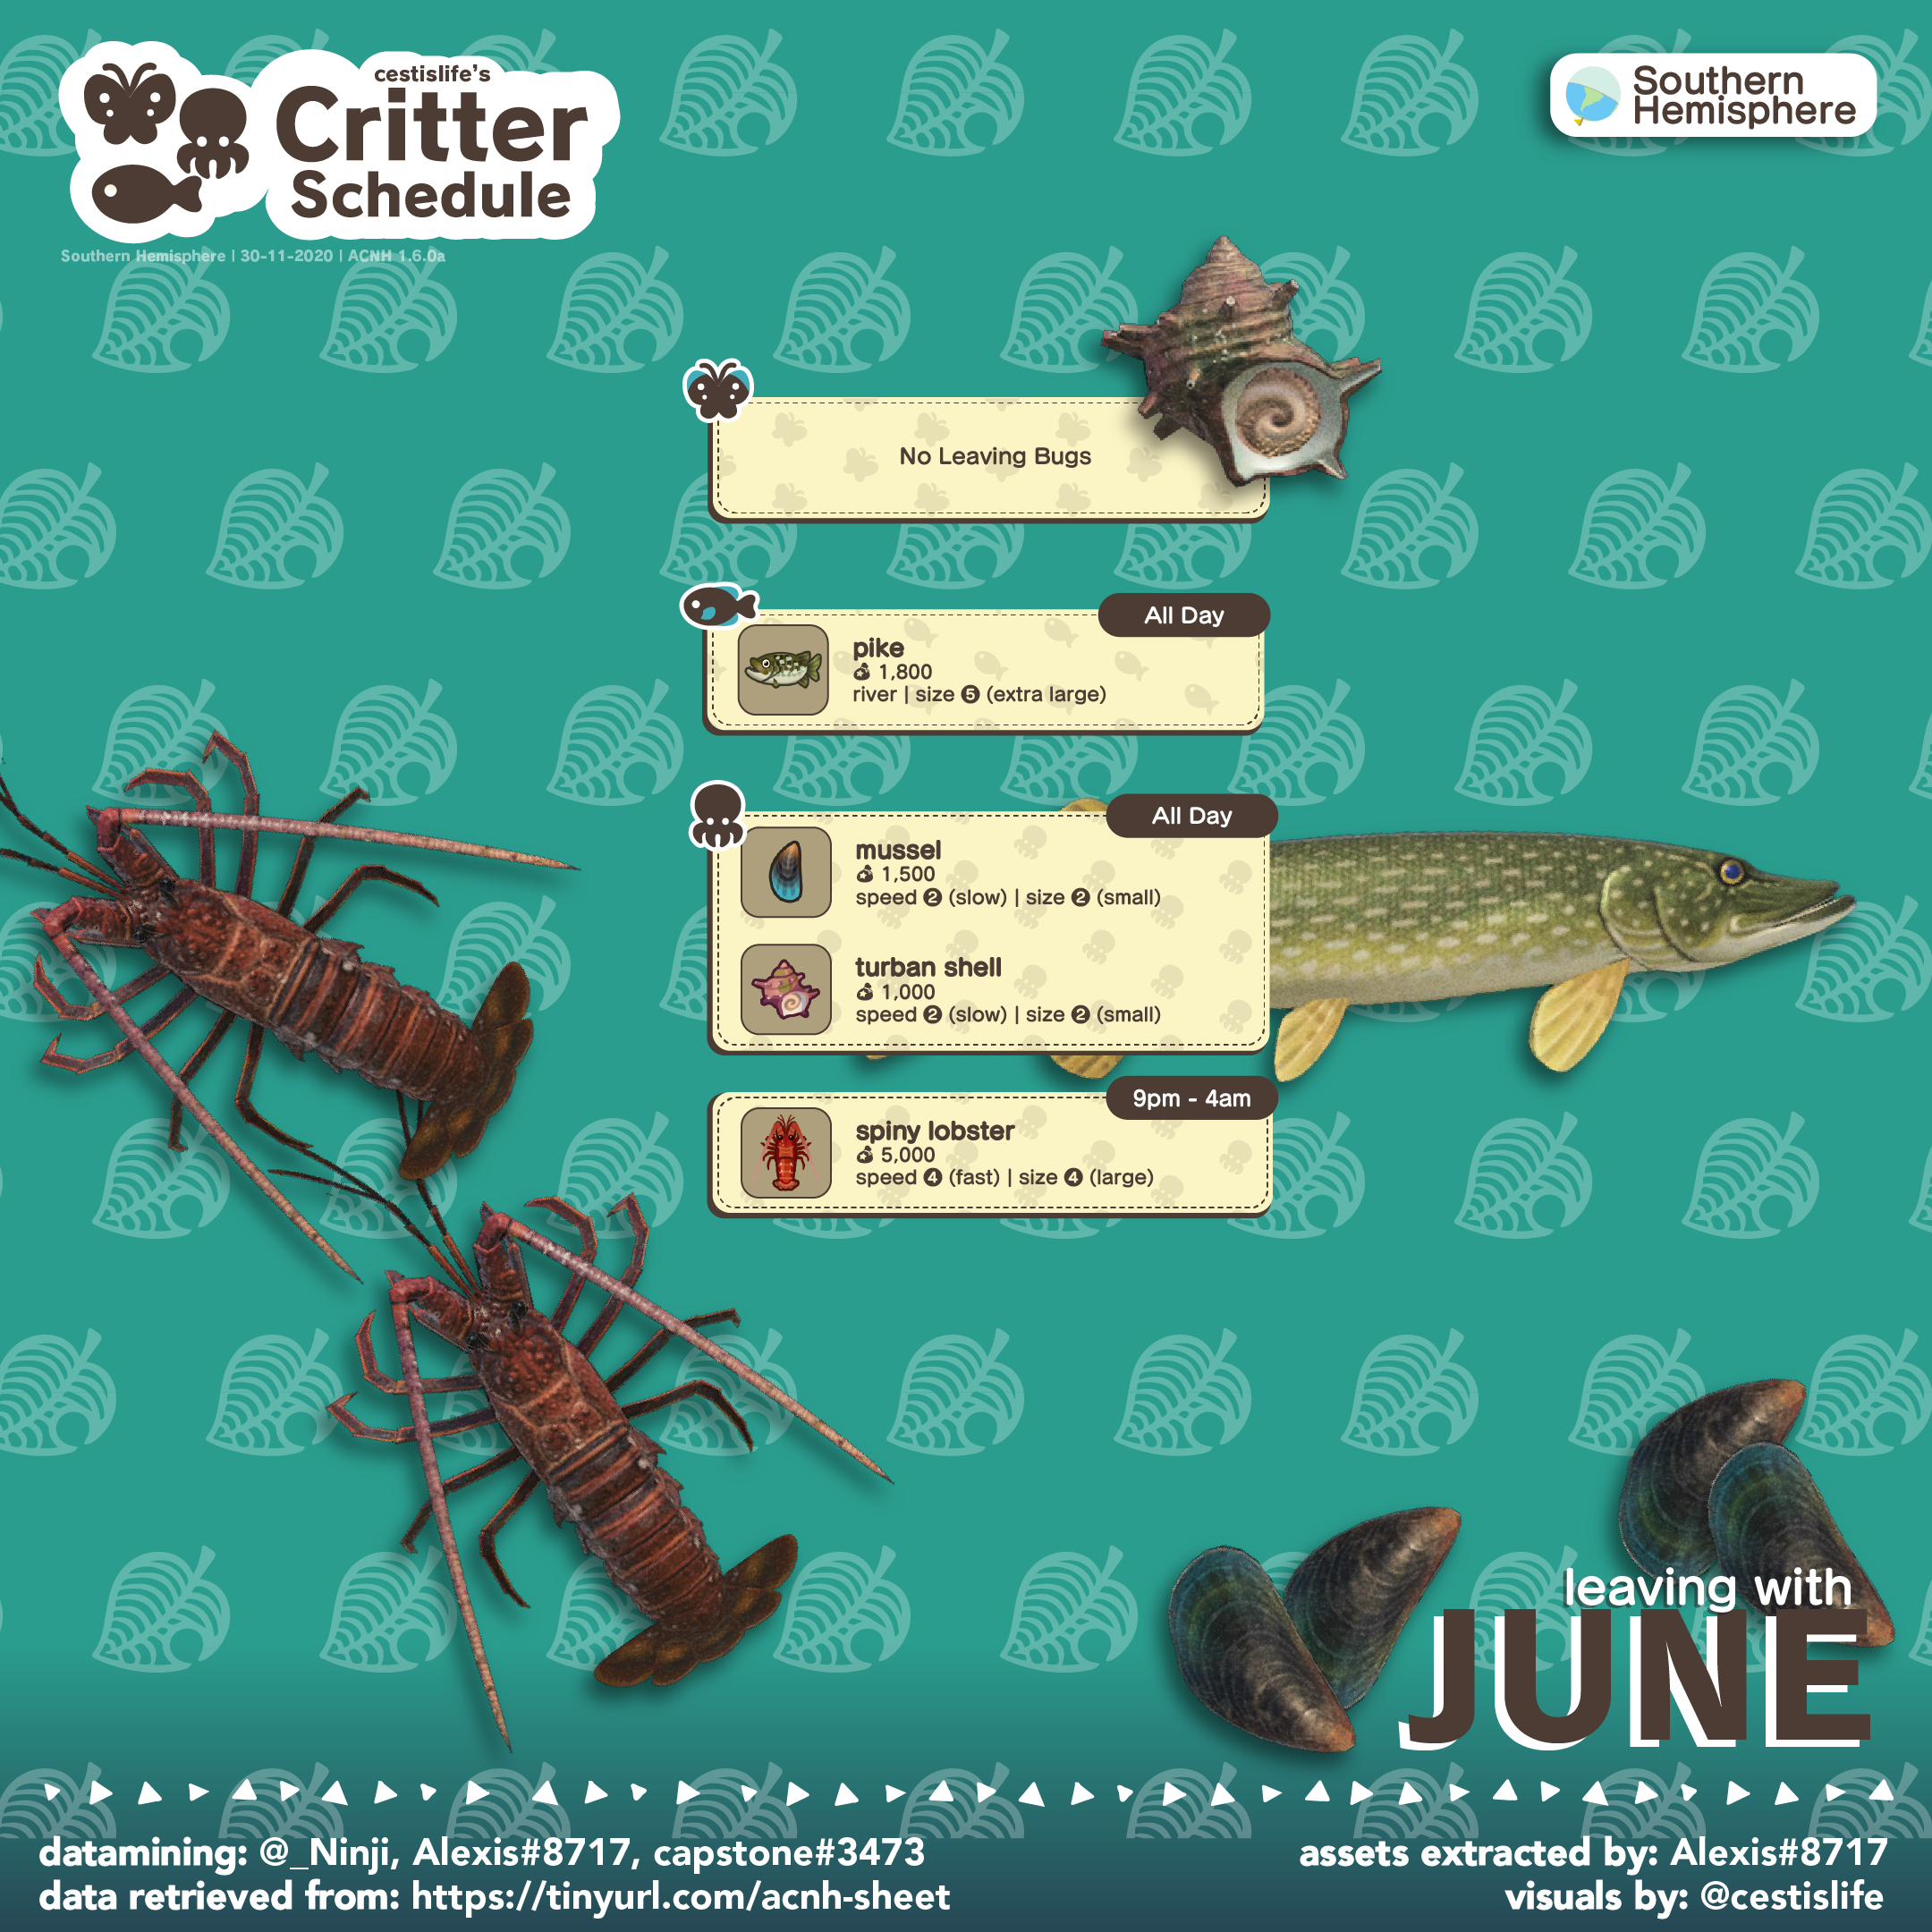 cestislife's
Critter
Schedule
Southern Hemisphere | 30-11-2020 | ACNH 1.6.0a
Southern
Hemisphere
No Leaving Bugs
All Day
pike
1,800
river | size 5 (extra large)
All Day
mussel
1,500
speed 2 (slow) | size 2 (small)
turban shell
1,000
speed 2 (slow) | size 2 (small)
9pm - 4am
spiny lobster
5,000
speed 4 (fast) | size 4 (large)
leaving with
JUNE
datamining: @_Ninji, Alexis#8717, capstone#3473
data retrieved from: https://tinyurl.com/acnh-sheet
assets extracted by: Alexis#8717
visuals by: @cestislife